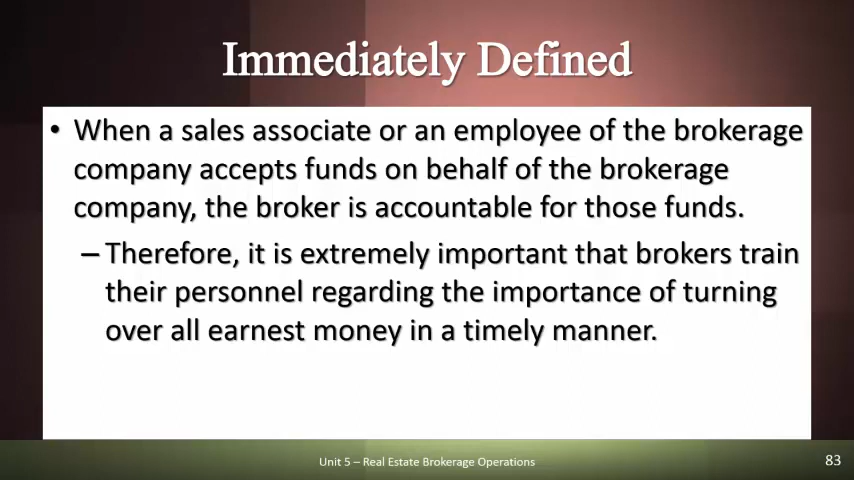 Immediately Defined
• When a sales associate or an employee of the brokerage
company accepts funds on behalf of the brokerage
company, the broker is accountable for those funds.
– Therefore, it is extremely important that brokers train
their personnel regarding the importance of turning
over all earnest money in a timely manner.
Unit 5 – Real Estate Brokerage Operations
83